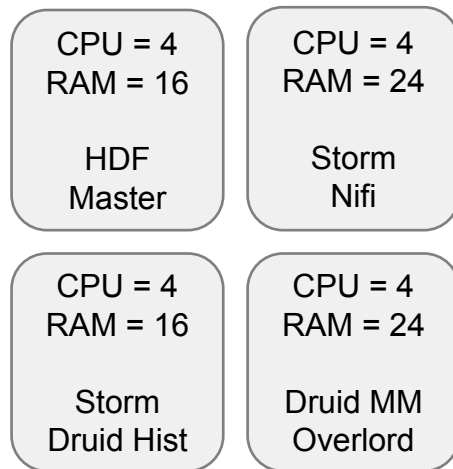 CPU = 4
RAM = 16
HDF
Master
CPU = 4
RAM = 24
Storm
Nifi
CPU = 4
RAM = 16
Storm
Druid Hist
CPU = 4
RAM = 24
Druid MM
Overlord